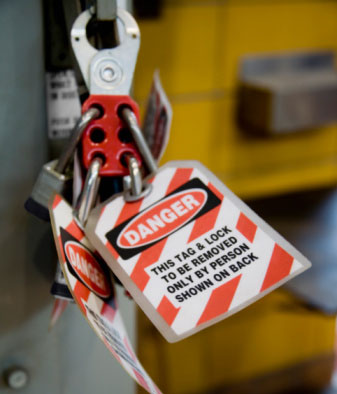 DANGER
THIS TAG & LOCK
TO BE REMOVED
ONLY BY PERSON
SHOWN ON BACK
DANGER